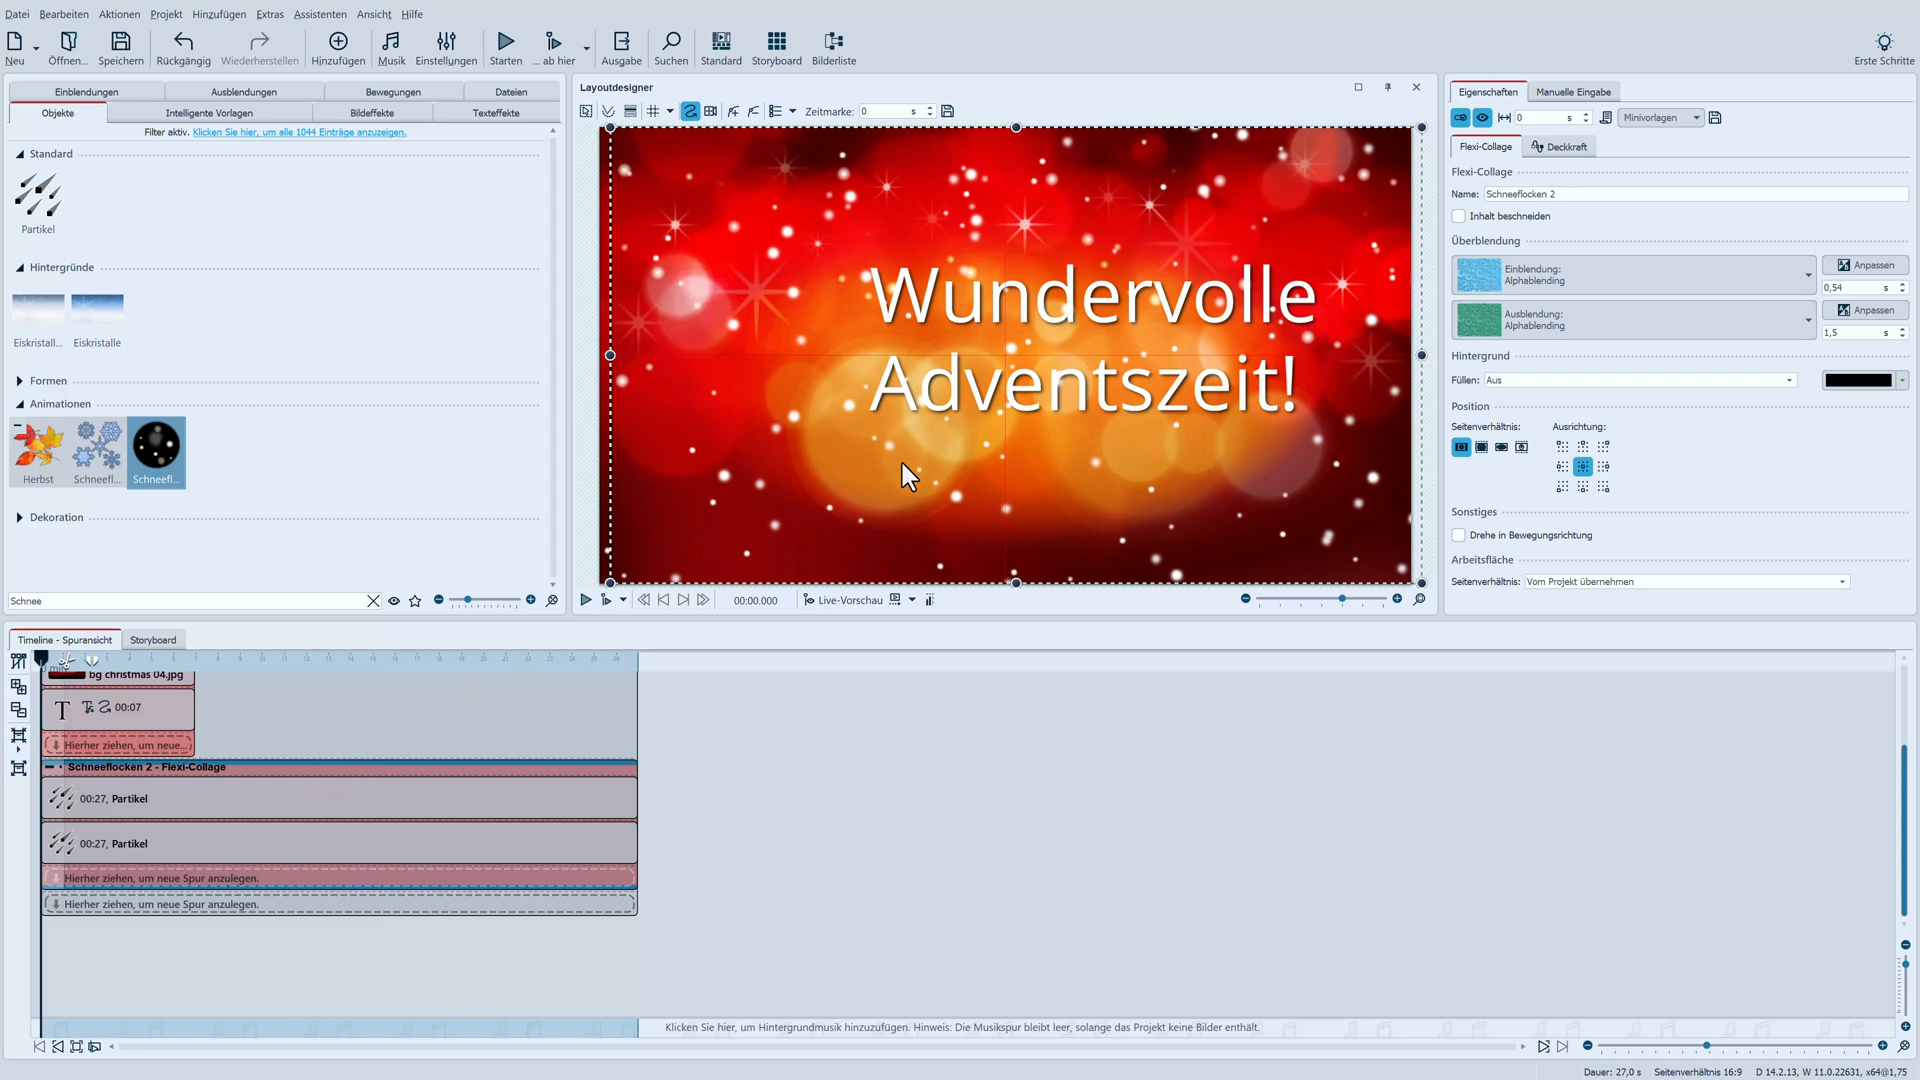 Datei Bearbeiten Aktionen Projekt Hinzufügen Extras Assistenten Ansicht Hilfe
Neu Öffnen... Speichern Rückgängig Wiederherstellen Hinzufügen Musik Einstellungen Starten ... ab hier Ausgabe Suchen Standard Storyboard Bilderliste Erste Schritte
Einblendungen Ausblendungen Bewegungen Dateien
Objekte Intelligente Vorlagen Bildeffekte Texteffekte
Filter aktiv. Klicken Sie hier, um alle 1044 Einträge anzuzeigen.
Standard
Partikel
Hintergründe
Eiskristall... Eiskristalle
Formen
Animationen
Herbst Schneefl... Schneefl...
Dekoration
Schnee
Layoutdesigner
Zeitmarke: 0 s
Wundervolle
Adventszeit!
00:00.000 Live-Vorschau
Eigenschaften Manuelle Eingabe
0 s Minivorlagen
Flexi-Collage Deckkraft
Flexi-Collage
Name: Schneeflocken 2
Inhalt beschneiden
Überblendung
Einblendung:
Alphablending
Anpassen
0,54 s
Ausblendung:
Alphablending
Anpassen
1,5 s
Hintergrund
Füllen: Aus
Position
Seitenverhältnis: Ausrichtung:
Sonstiges
Drehe in Bewegungsrichtung
Arbeitsfläche
Seitenverhältnis: Vom Projekt übernehmen
Timeline - Spuransicht Storyboard
bg christmas 04.jpg
T 00:07
Hierher ziehen, um neue...
Schneeflocken 2 - Flexi-Collage
00:27, Partikel
00:27, Partikel
Hierher ziehen, um neue Spur anzulegen.
Hierher ziehen, um neue Spur anzulegen.
Klicken Sie hier, um Hintergrundmusik hinzuzufügen. Hinweis: Die Musikspur bleibt leer, solange das Projekt keine Bilder enthält.
Dauer: 27,0 s Seitenverhältnis 16:9 D 14.2.13, W 11.0.22631, x64@1,75